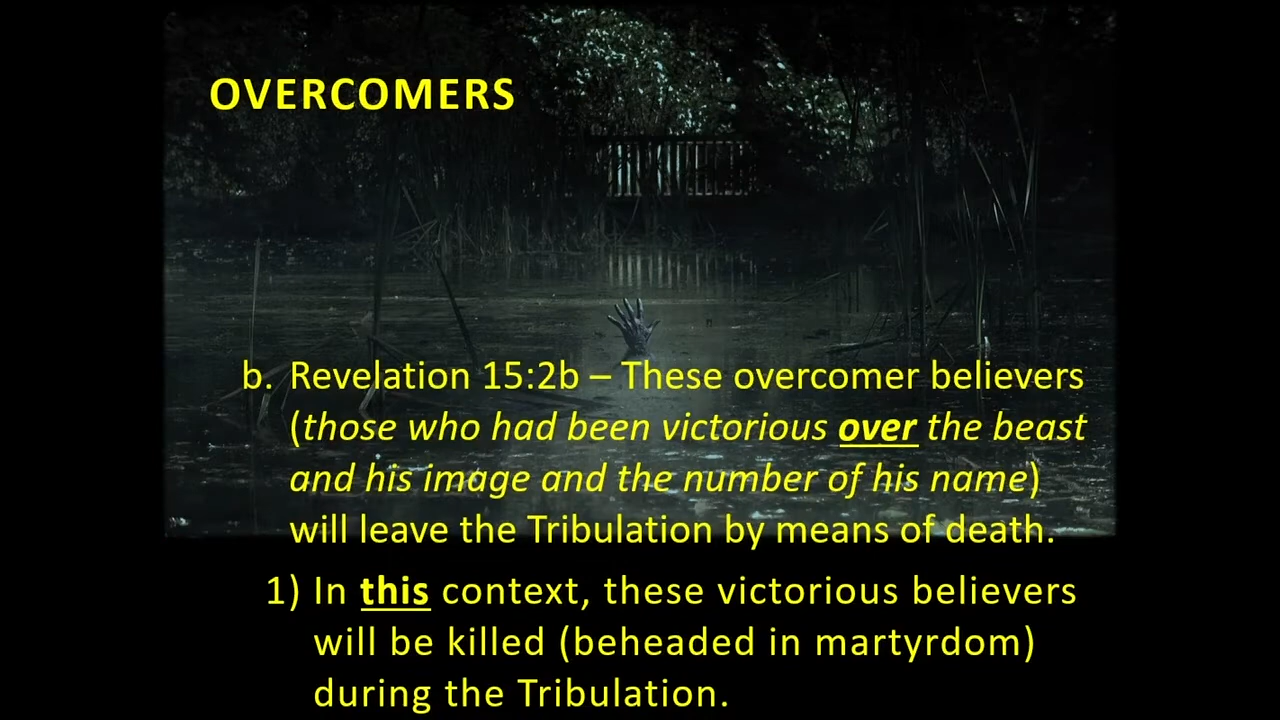 OVERCOMERS
b. Revelation 15:2b – These overcomer believers
(those who had been victorious over the beast
and his image and the number of his name)
will leave the Tribulation by means of death.
1) In this context, these victorious believers
will be killed (beheaded in martyrdom)
during the Tribulation.